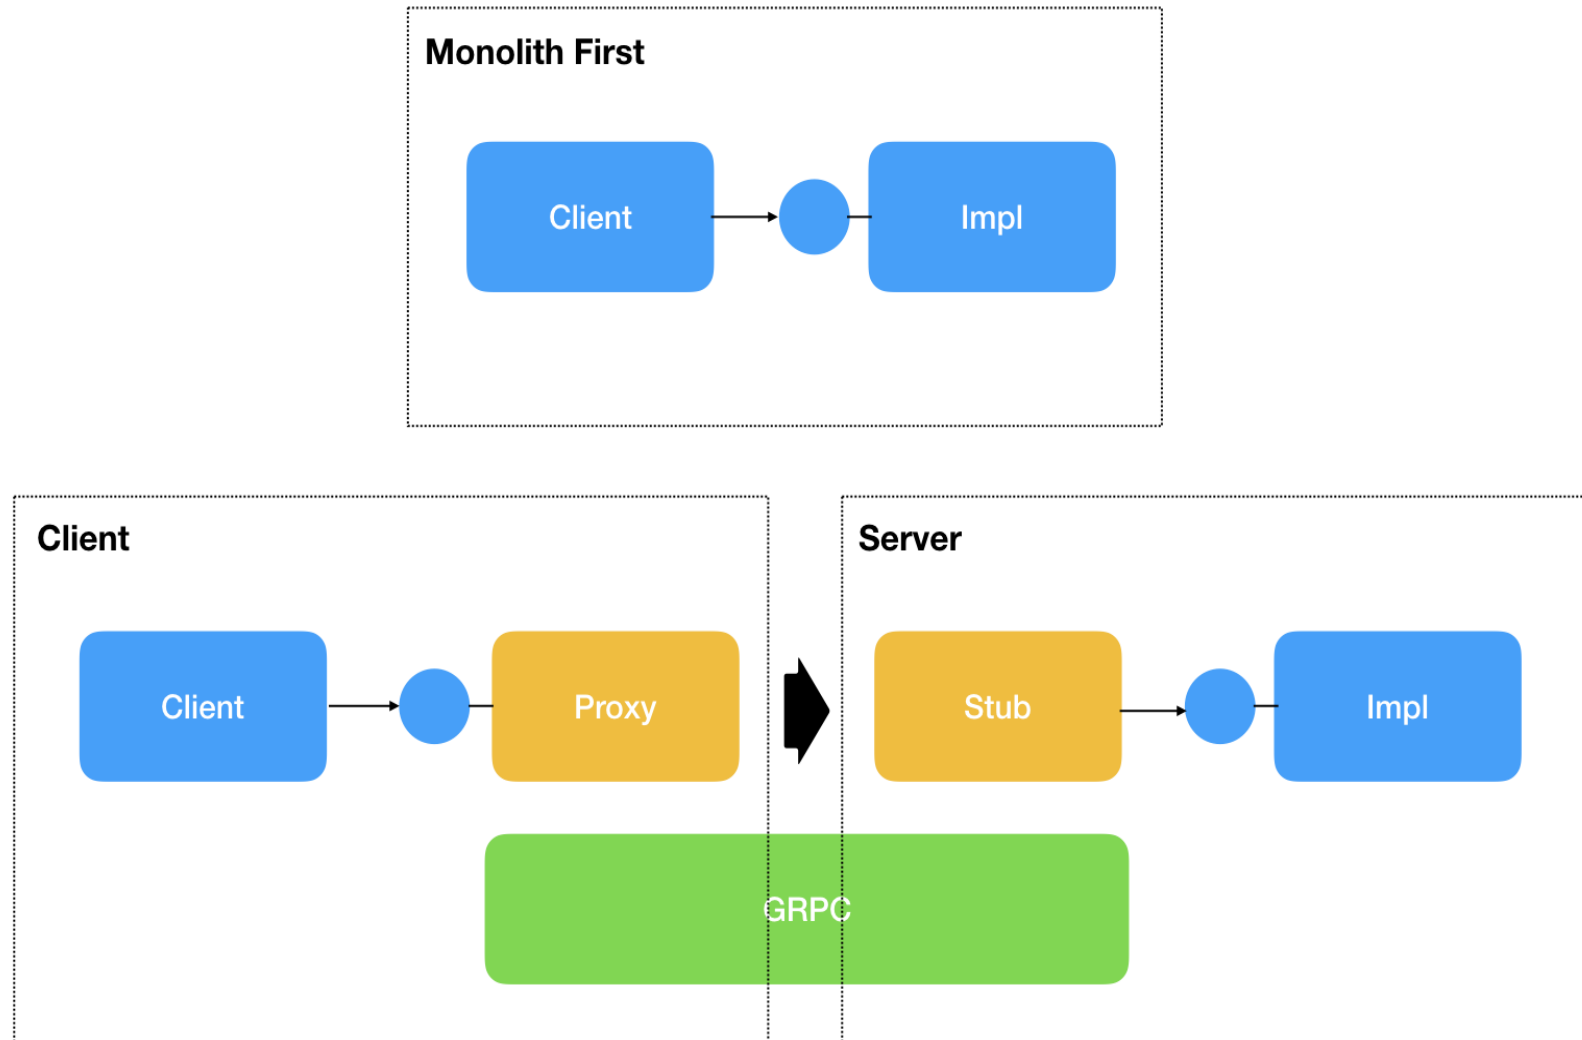 Monolith First
Client
Impl
Client
Server
Client
Proxy
Stub
Impl
GRPC